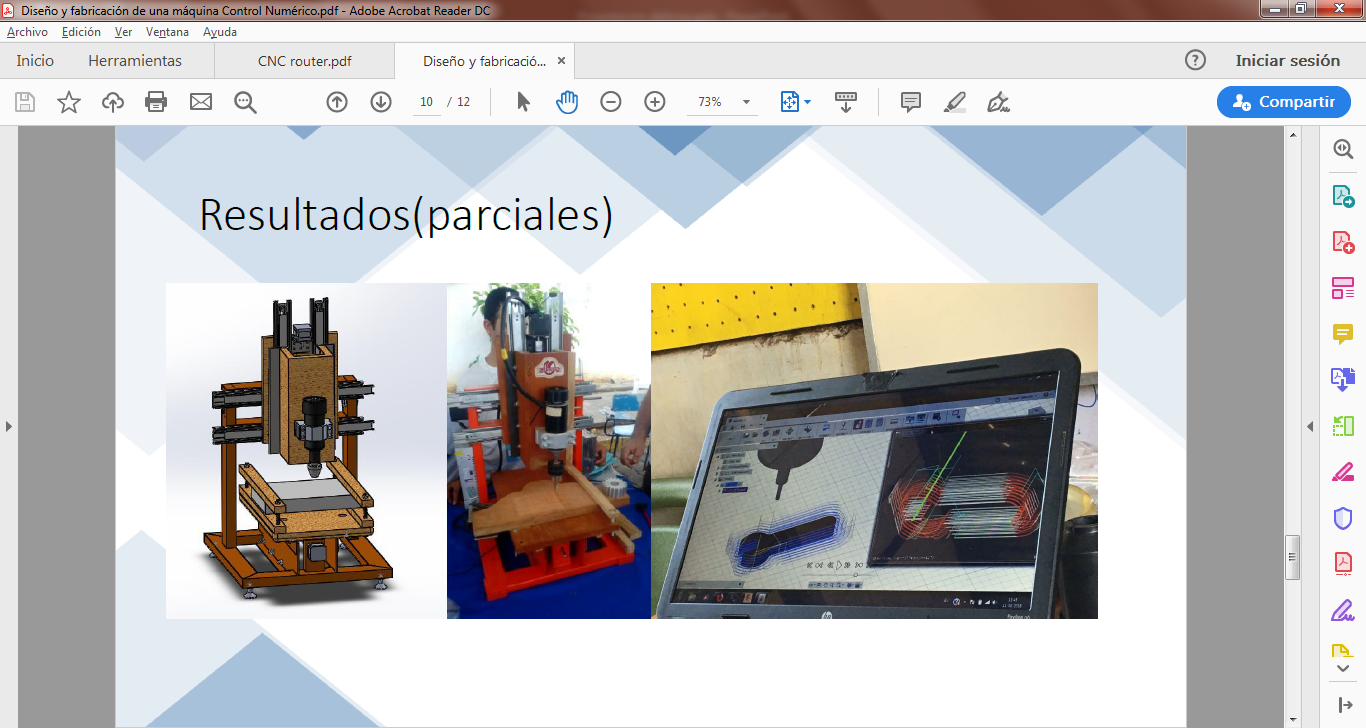 Diseño y fabricación de una máquina Control Numérico.pdf - Adobe Acrobat Reader DC
Archivo Edición Ver Ventana Ayuda
Inicio Herramientas CNC router.pdf Diseño y fabricació... × Iniciar sesión
10 / 12 73% Compartir
Resultados(parciales)
hp